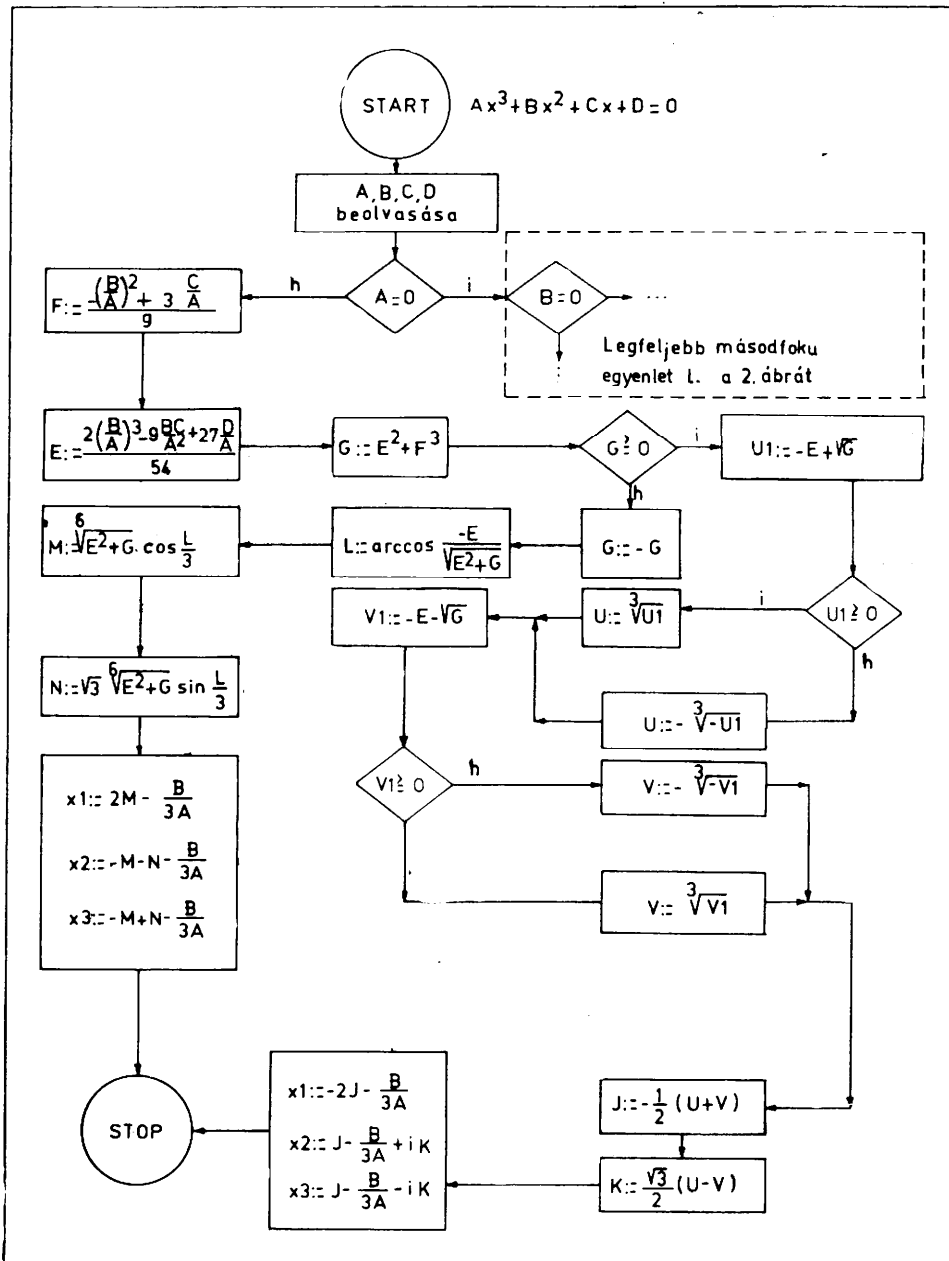 START
Ax³+Bx²+Cx+D=0
A,B,C,D
beolvasása
A=0
h
i
B=0
...
...
Legfeljebb másodfoku
egyenlet l. a 2. ábrát
F:=(-(B/A)²+3 C/A)/9
E:=(2(B/A)³-9 BC/A²+27 D/A)/54
G:=E²+F³
G≥0
i
h
U1:=-E+√G
G:=-G
L:=arccos -E/√(E²+G)
M:=⁶√(E²+G)·cos L/3
U1≥0
i
h
U:=³√U1
V1:=-E-√G
N:=√3 ⁶√(E²+G) sin L/3
U:=-³√(-U1)
V1≥0
h
V:=-³√(-V1)
V:=³√V1
x1:=2M-B/3A
x2:=-M-N-B/3A
x3:=-M+N-B/3A
J:=-1/2 (U+V)
K:=√3/2 (U-V)
x1:=-2J-B/3A
x2:=J-B/3A+iK
x3:=J-B/3A-iK
STOP